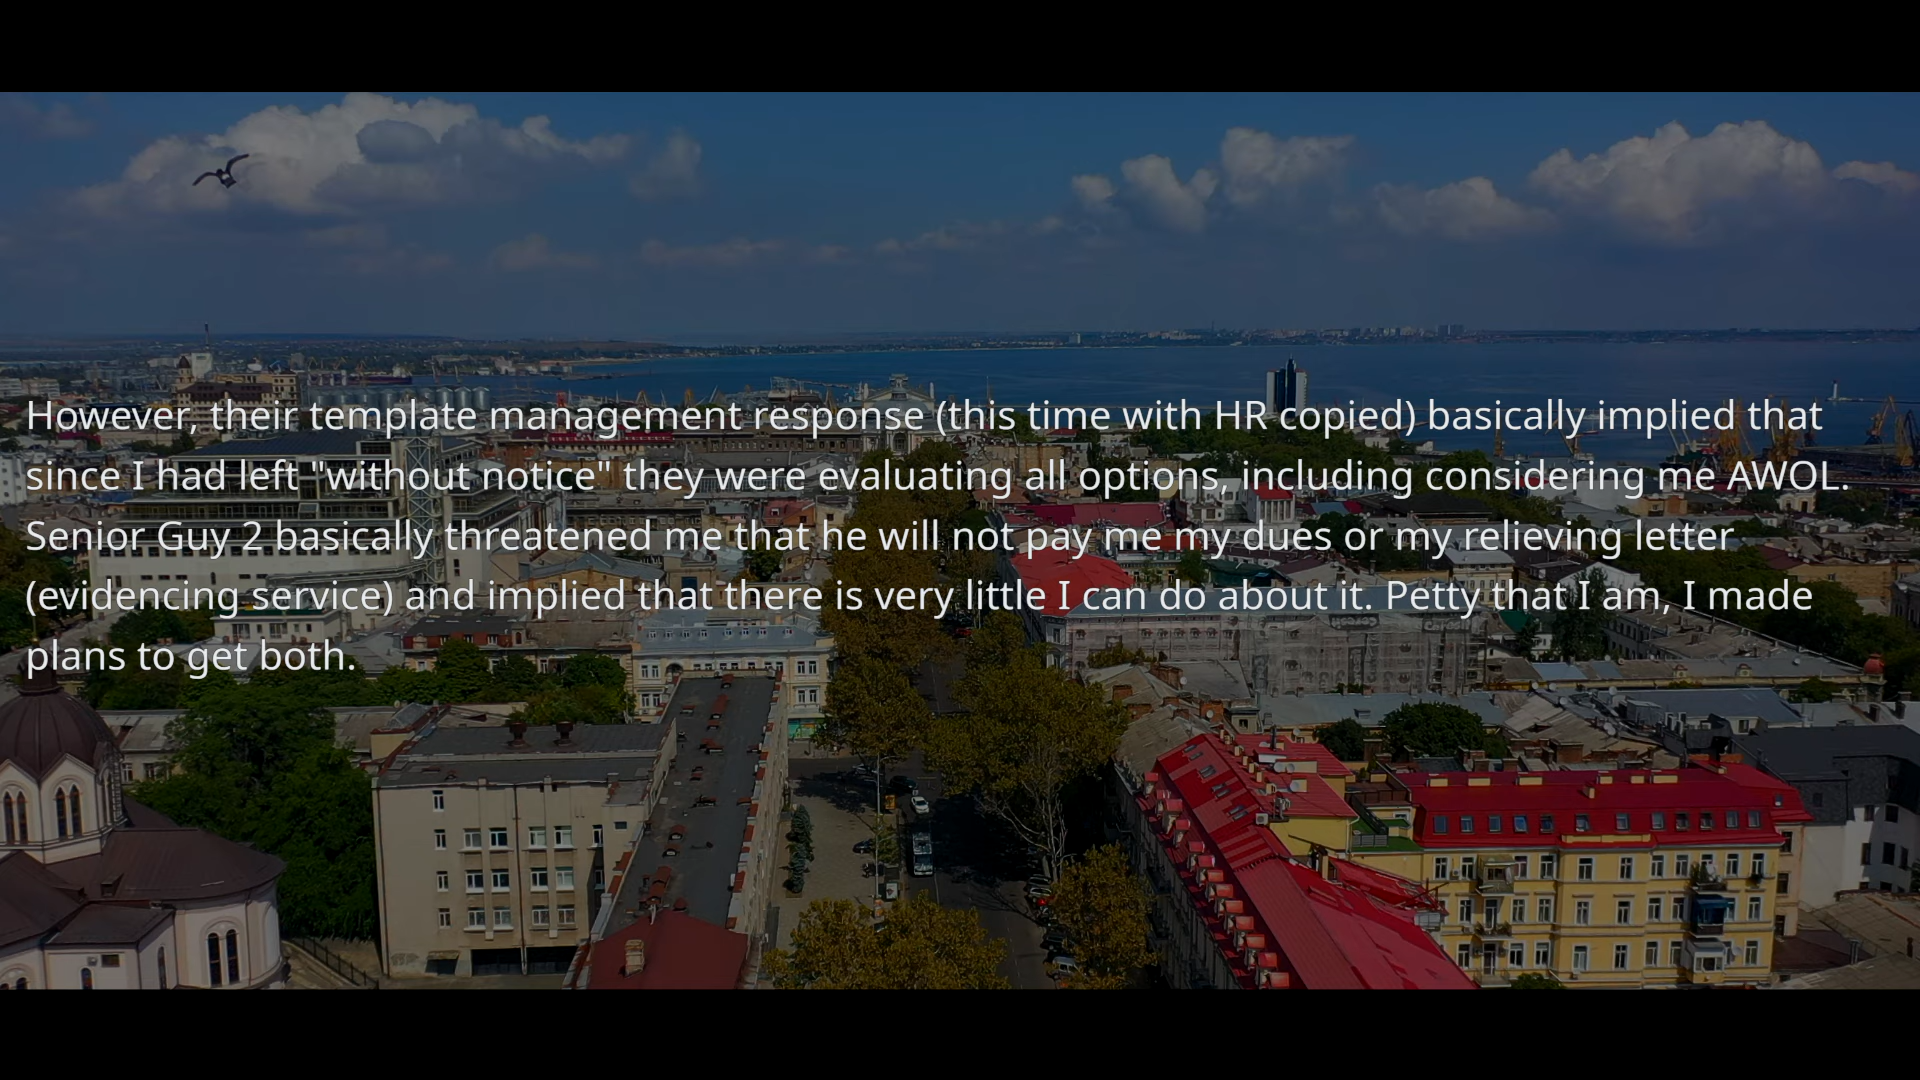 However, their template management response (this time with HR copied) basically implied that
since I had left "without notice" they were evaluating all options, including considering me AWOL.
Senior Guy 2 basically threatened me that he will not pay me my dues or my relieving letter
(evidencing service) and implied that there is very little I can do about it. Petty that I am, I made
plans to get both.